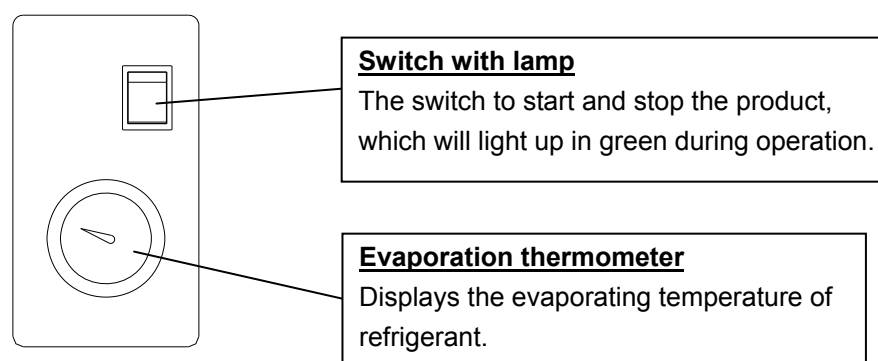 Switch with lamp
The switch to start and stop the product,
which will light up in green during operation.
Evaporation thermometer
Displays the evaporating temperature of
refrigerant.